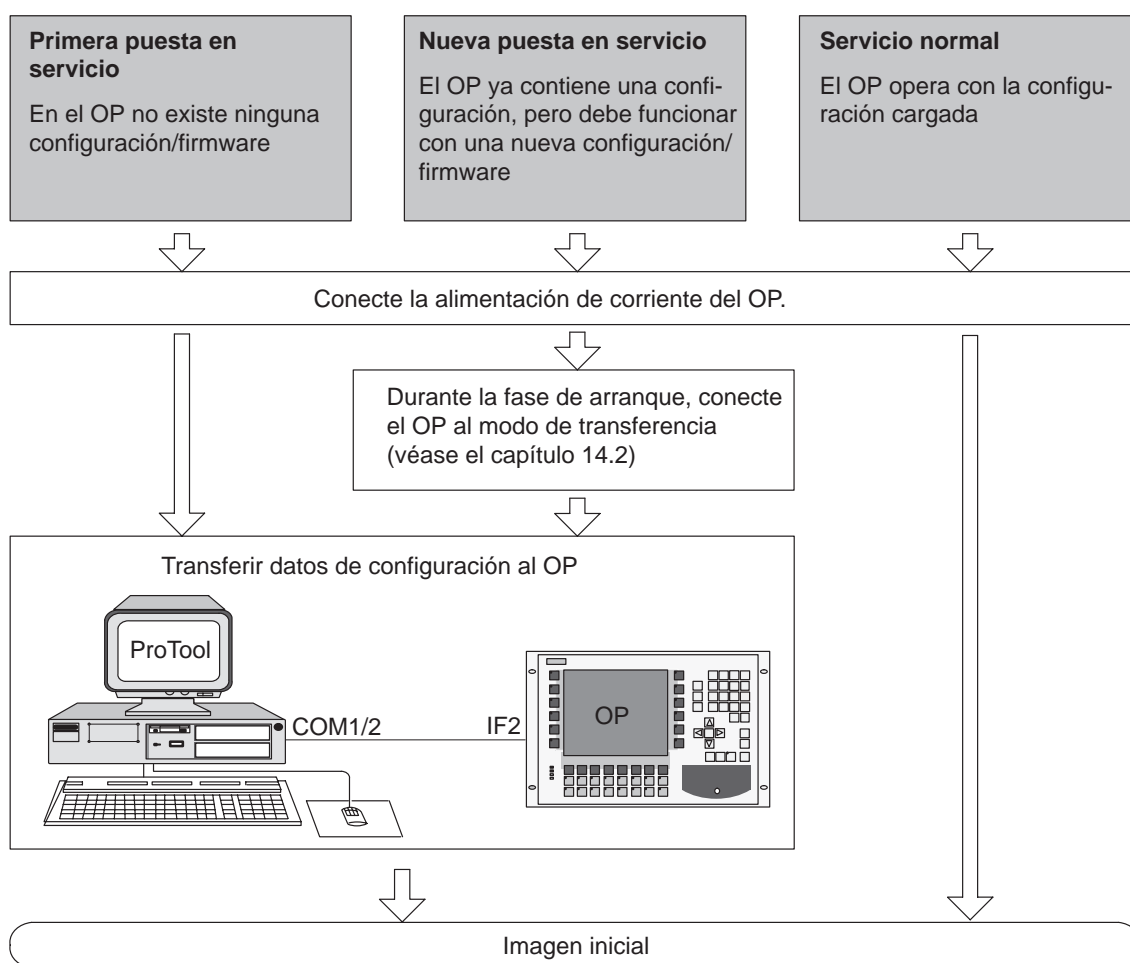 Primera puesta en
servicio
En el OP no existe ninguna
configuración/firmware
Nueva puesta en servicio
El OP ya contiene una confi-
guración, pero debe funcionar
con una nueva configuración/
firmware
Servicio normal
El OP opera con la configu-
ración cargada
Conecte la alimentación de corriente del OP.
Durante la fase de arranque, conecte
el OP al modo de transferencia
(véase el capítulo 14.2)
Transferir datos de configuración al OP
ProTool
COM1/2
IF2
OP
Imagen inicial